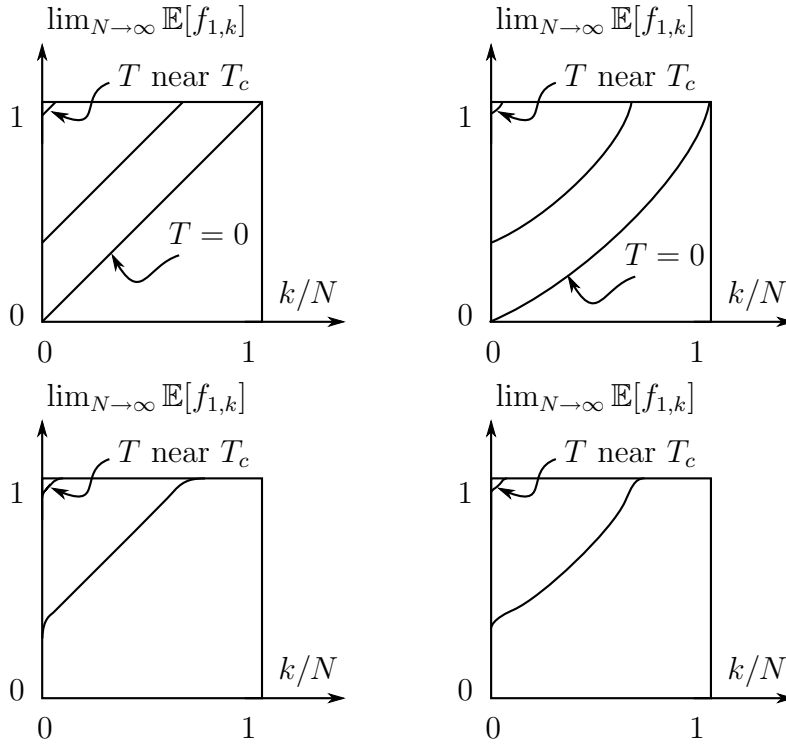 lim_{N→∞} 𝔼[f_{1,k}]
T near T_c
1
T = 0
0
k/N
0
1
lim_{N→∞} 𝔼[f_{1,k}]
T near T_c
1
T = 0
0
k/N
0
1
lim_{N→∞} 𝔼[f_{1,k}]
T near T_c
1
0
k/N
0
1
lim_{N→∞} 𝔼[f_{1,k}]
T near T_c
1
0
k/N
0
1